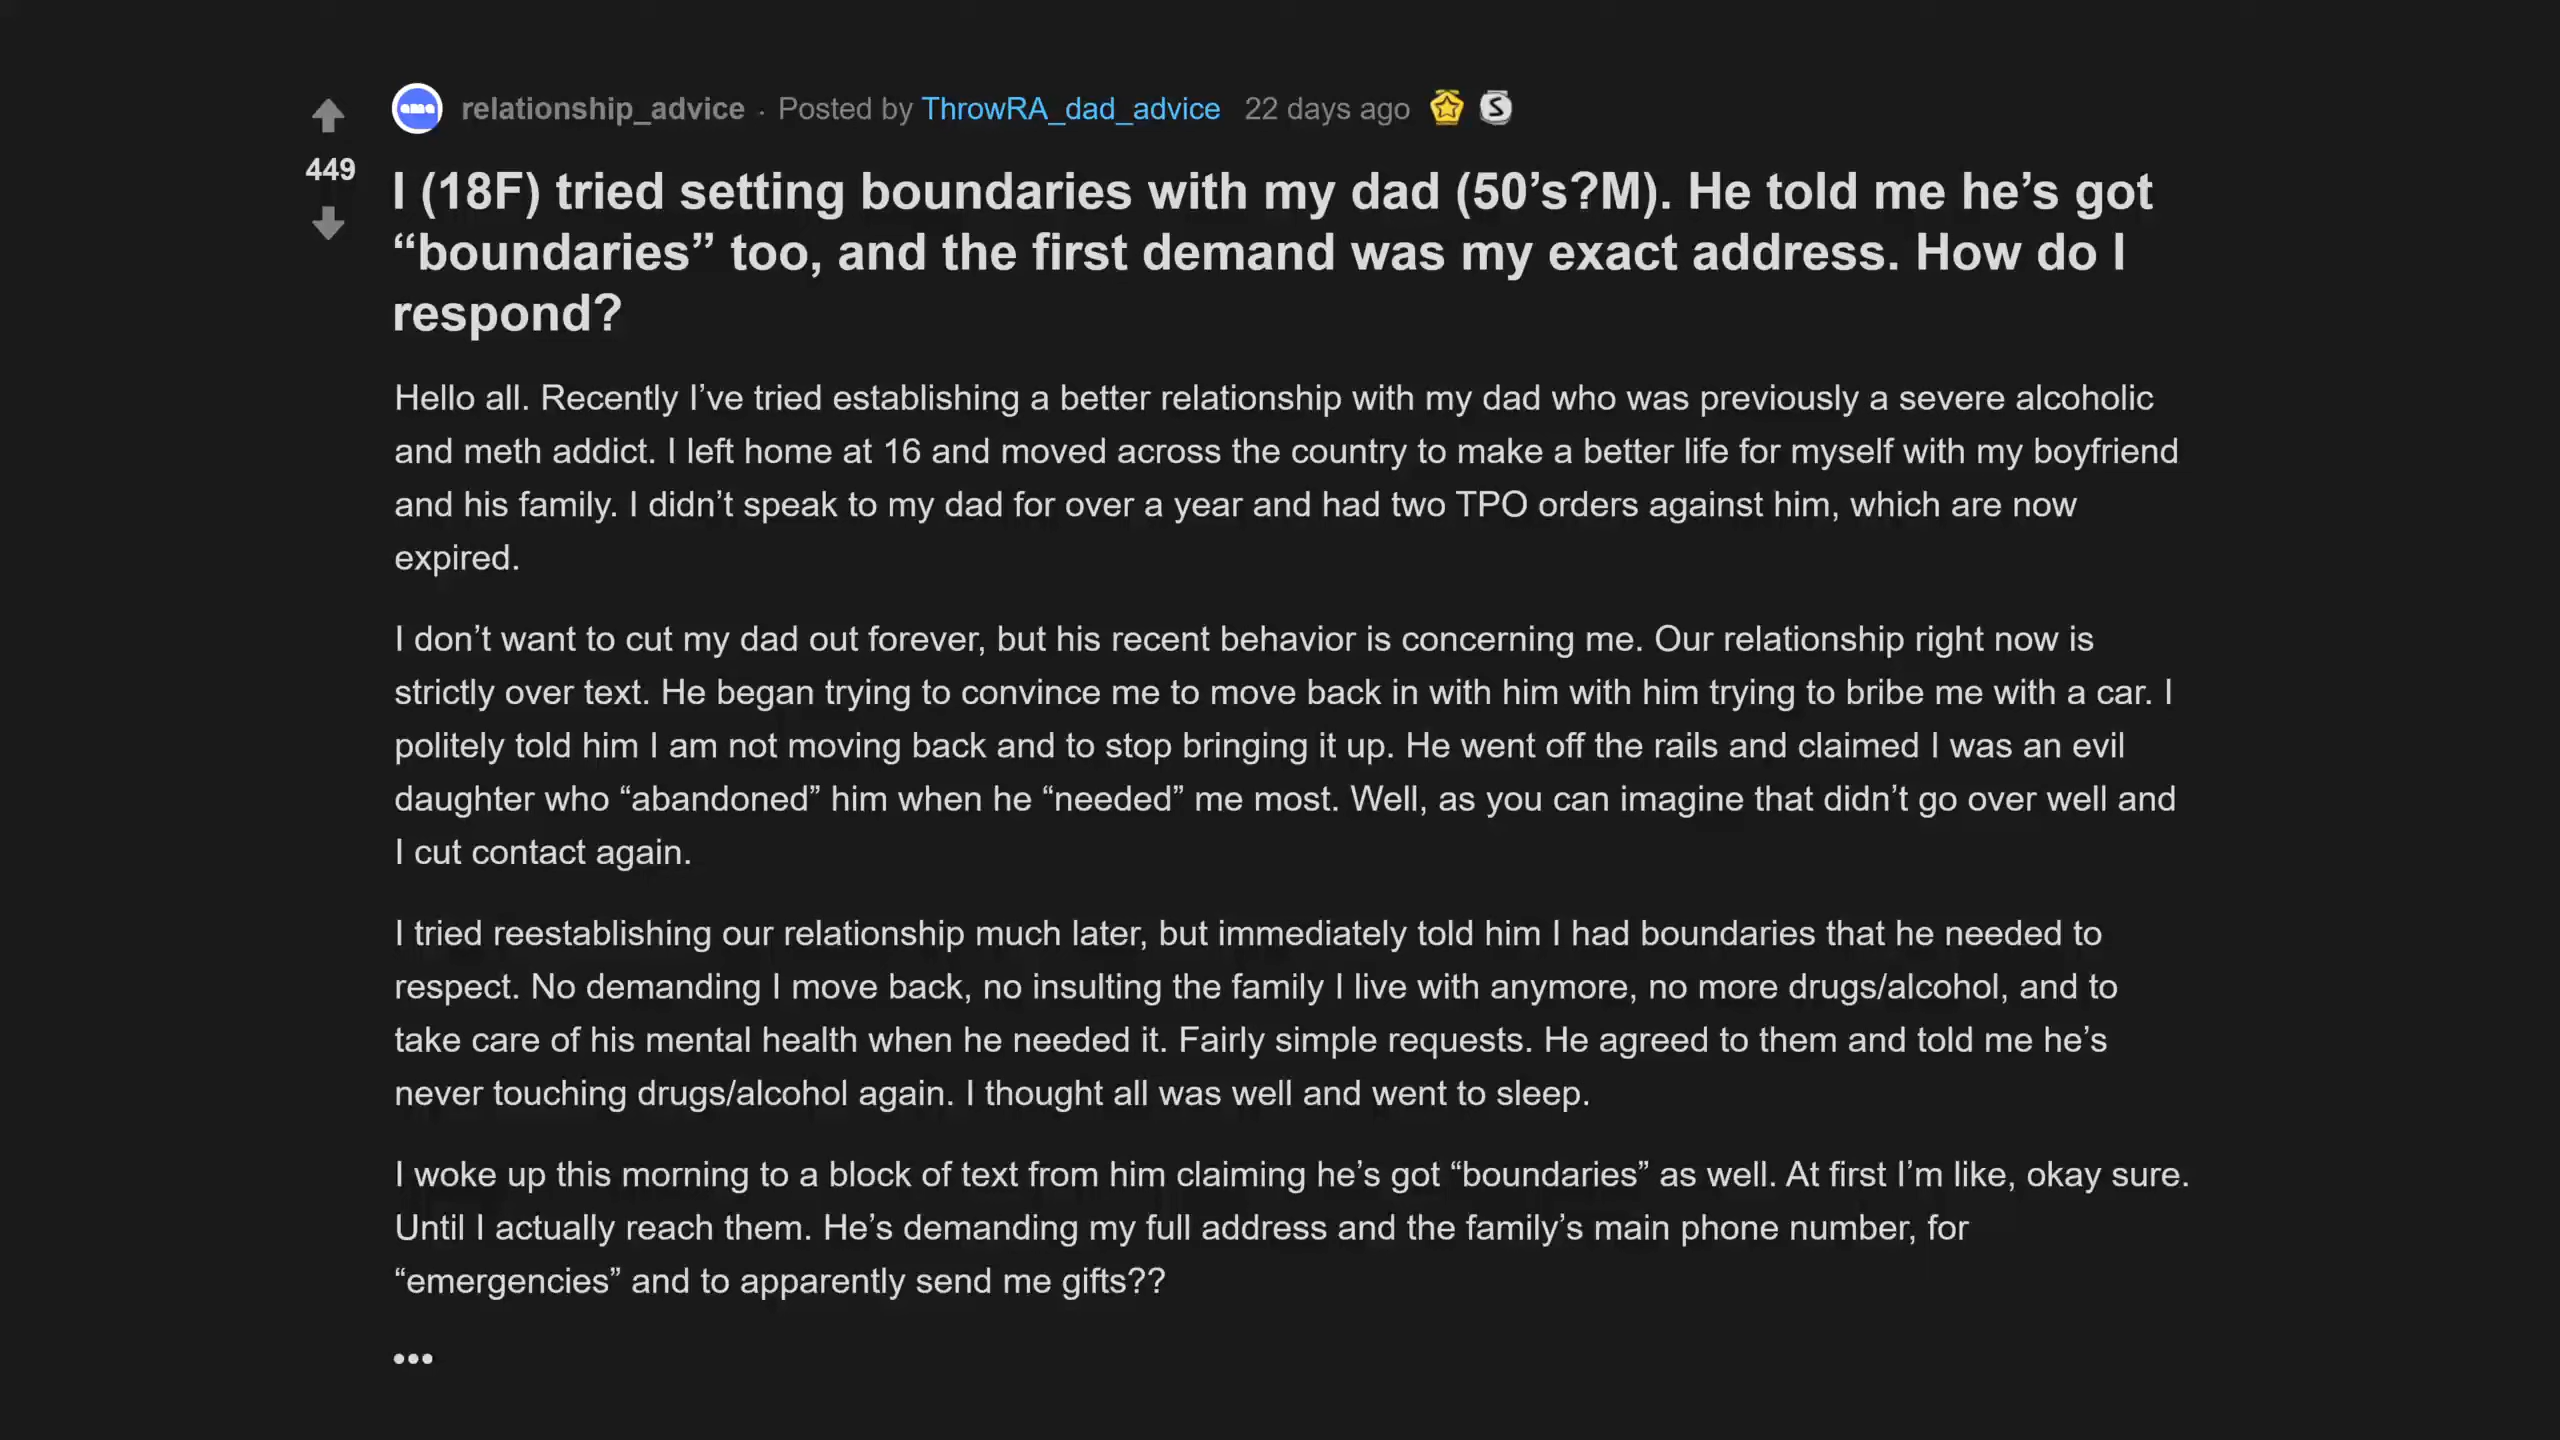 ama relationship_advice · Posted by ThrowRA_dad_advice 22 days ago S
449
I (18F) tried setting boundaries with my dad (50’s?M). He told me he’s got
“boundaries” too, and the first demand was my exact address. How do I
respond?
Hello all. Recently I’ve tried establishing a better relationship with my dad who was previously a severe alcoholic
and meth addict. I left home at 16 and moved across the country to make a better life for myself with my boyfriend
and his family. I didn’t speak to my dad for over a year and had two TPO orders against him, which are now
expired.
I don’t want to cut my dad out forever, but his recent behavior is concerning me. Our relationship right now is
strictly over text. He began trying to convince me to move back in with him with him trying to bribe me with a car. I
politely told him I am not moving back and to stop bringing it up. He went off the rails and claimed I was an evil
daughter who “abandoned” him when he “needed” me most. Well, as you can imagine that didn’t go over well and
I cut contact again.
I tried reestablishing our relationship much later, but immediately told him I had boundaries that he needed to
respect. No demanding I move back, no insulting the family I live with anymore, no more drugs/alcohol, and to
take care of his mental health when he needed it. Fairly simple requests. He agreed to them and told me he’s
never touching drugs/alcohol again. I thought all was well and went to sleep.
I woke up this morning to a block of text from him claiming he’s got “boundaries” as well. At first I’m like, okay sure.
Until I actually reach them. He’s demanding my full address and the family’s main phone number, for
“emergencies” and to apparently send me gifts??
•••